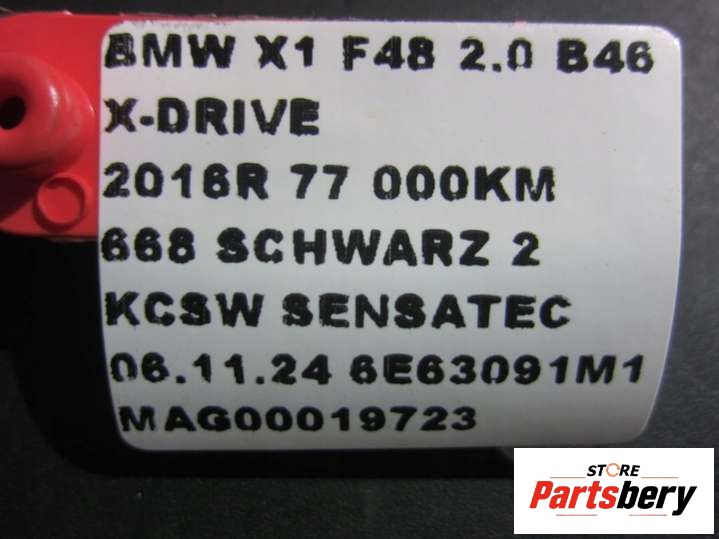 BMW X1 F48 2.0 B46
X-DRIVE
2016R 77 000KM
668 SCHWARZ 2
KCSW SENSATEC
06.11.24 6E63091M1
MAG00019723
STORE
Partsbery